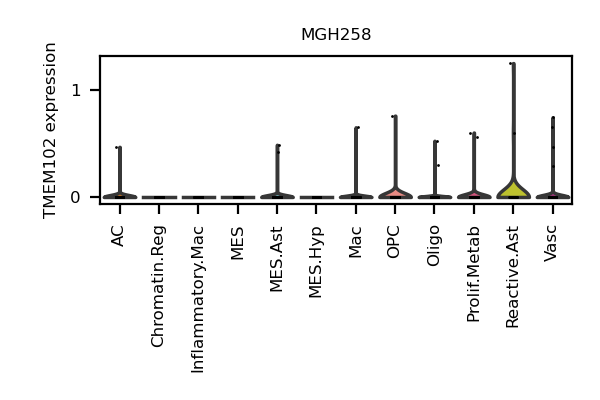 MGH258
TMEM102 expression
1
0
AC
Chromatin.Reg
Inflammatory.Mac
MES
MES.Ast
MES.Hyp
Mac
OPC
Oligo
Prolif.Metab
Reactive.Ast
Vasc